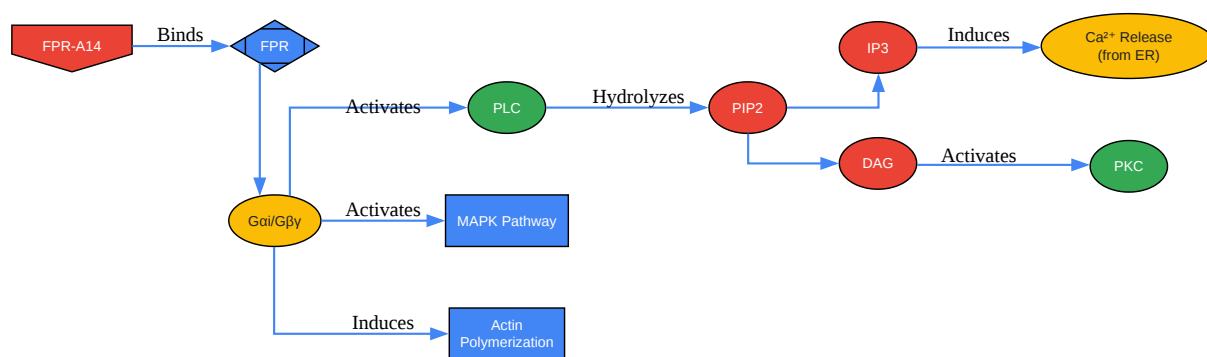 FPR-A14
Binds
FPR
IP3
Induces
Ca²⁺ Release
(from ER)
Activates
PLC
Hydrolyzes
PIP2
DAG
Activates
PKC
Gαi/Gβγ
Activates
MAPK Pathway
Induces
Actin
Polymerization